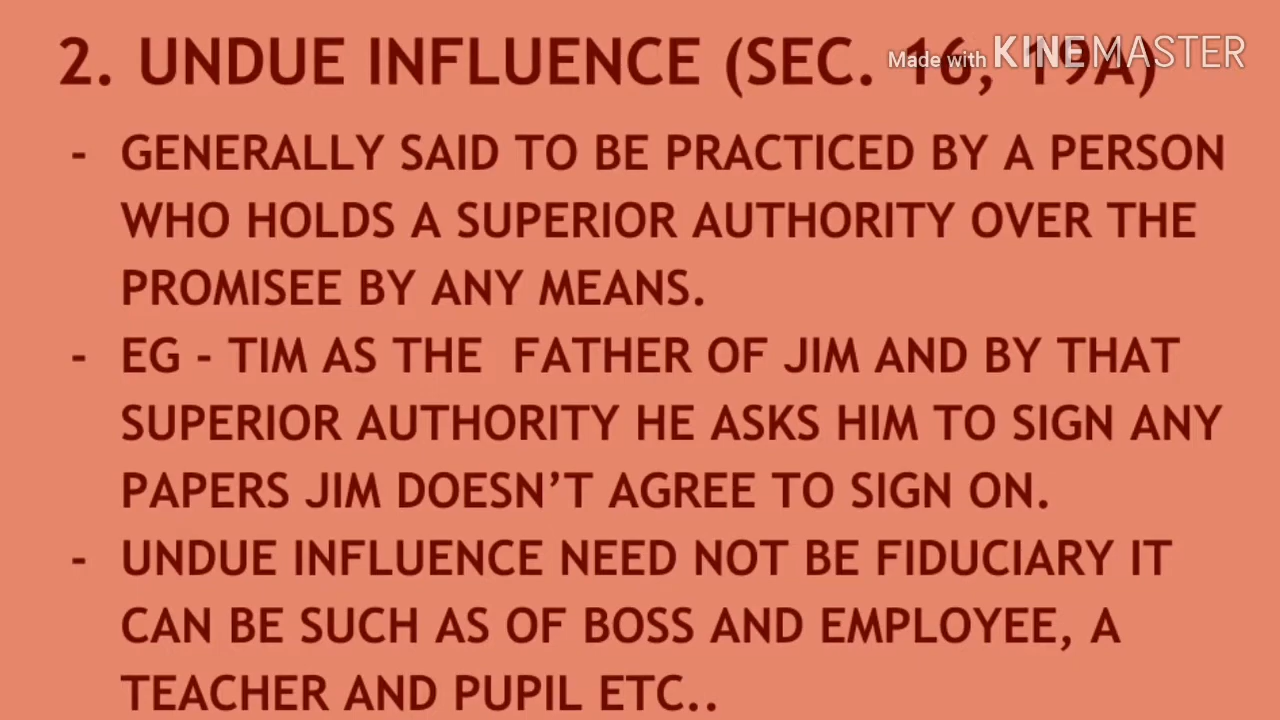 2. UNDUE INFLUENCE (SEC. 16, 19A)
Made with KINEMASTER
- GENERALLY SAID TO BE PRACTICED BY A PERSON
WHO HOLDS A SUPERIOR AUTHORITY OVER THE
PROMISEE BY ANY MEANS.
- EG - TIM AS THE FATHER OF JIM AND BY THAT
SUPERIOR AUTHORITY HE ASKS HIM TO SIGN ANY
PAPERS JIM DOESN’T AGREE TO SIGN ON.
- UNDUE INFLUENCE NEED NOT BE FIDUCIARY IT
CAN BE SUCH AS OF BOSS AND EMPLOYEE, A
TEACHER AND PUPIL ETC..